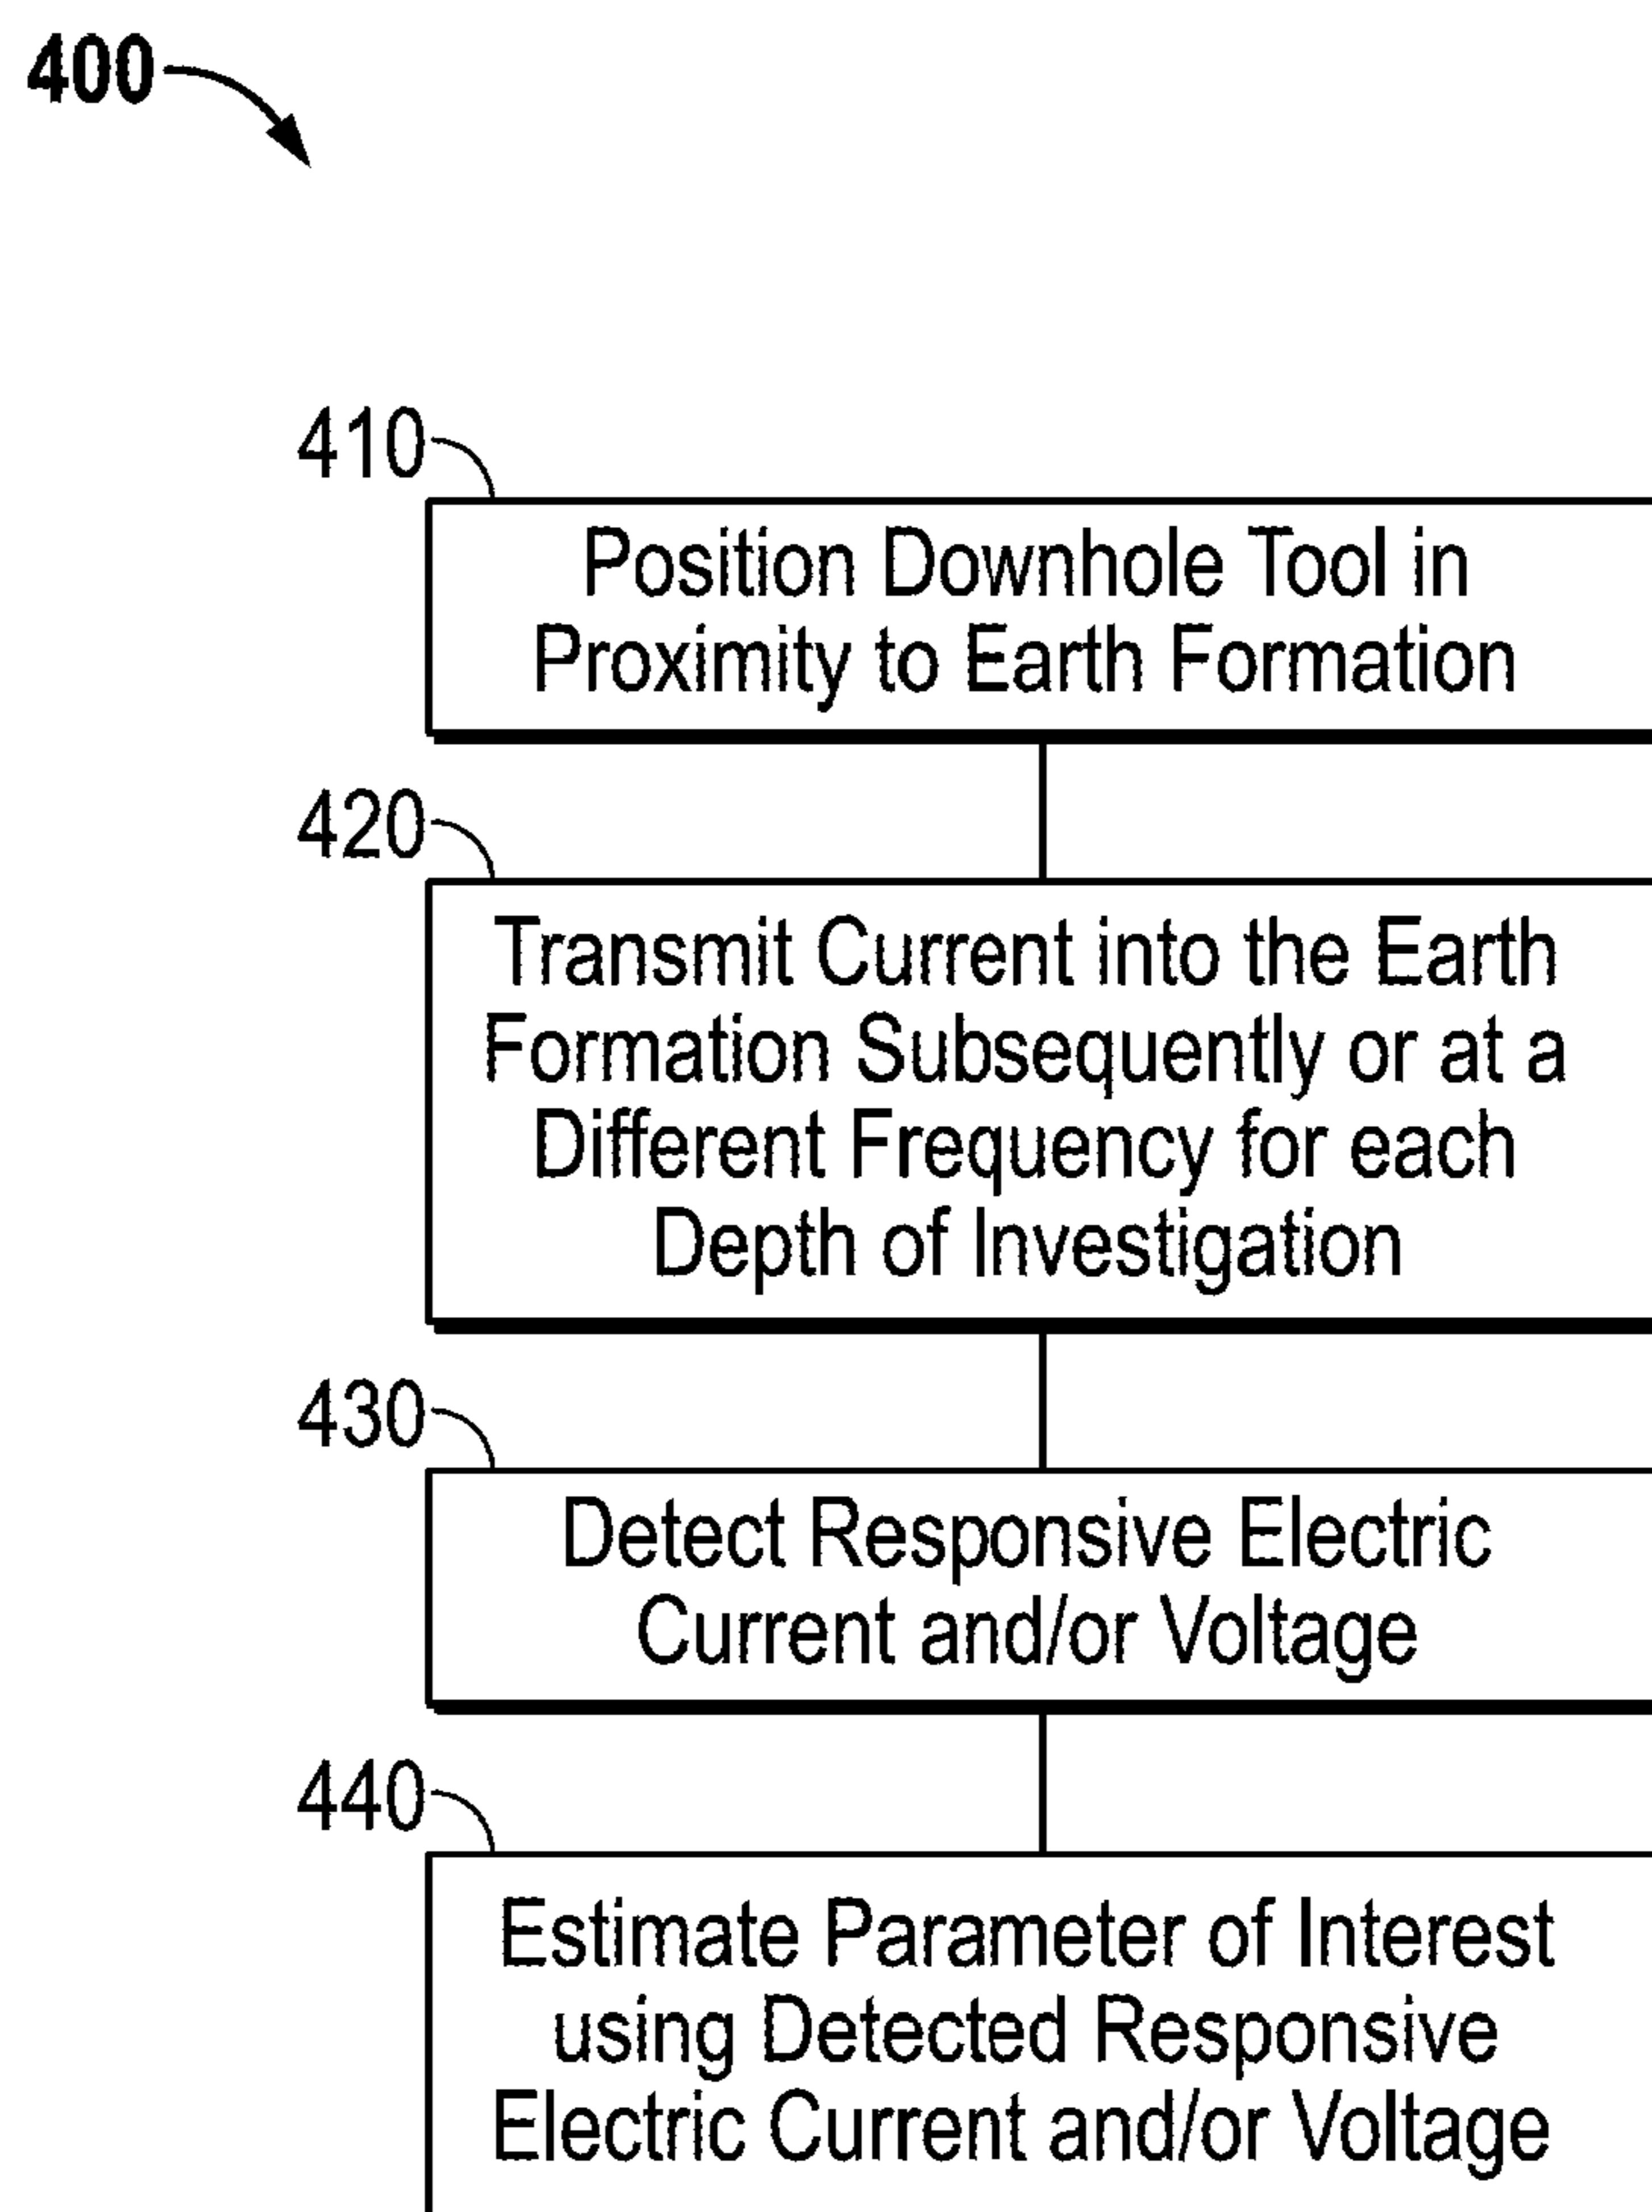 400
410
Position Downhole Tool in
Proximity to Earth Formation
420
Transmit Current into the Earth
Formation Subsequently or at a
Different Frequency for each
Depth of Investigation
430
Detect Responsive Electric
Current and/or Voltage
440
Estimate Parameter of Interest
using Detected Responsive
Electric Current and/or Voltage